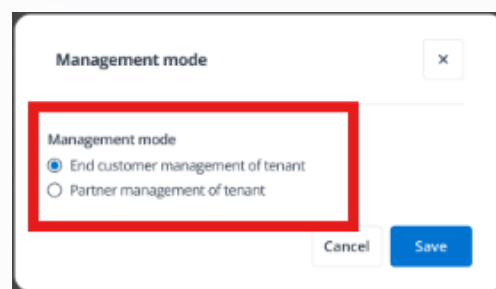 Management mode
×
Management mode
End customer management of tenant
Partner management of tenant
Cancel Save